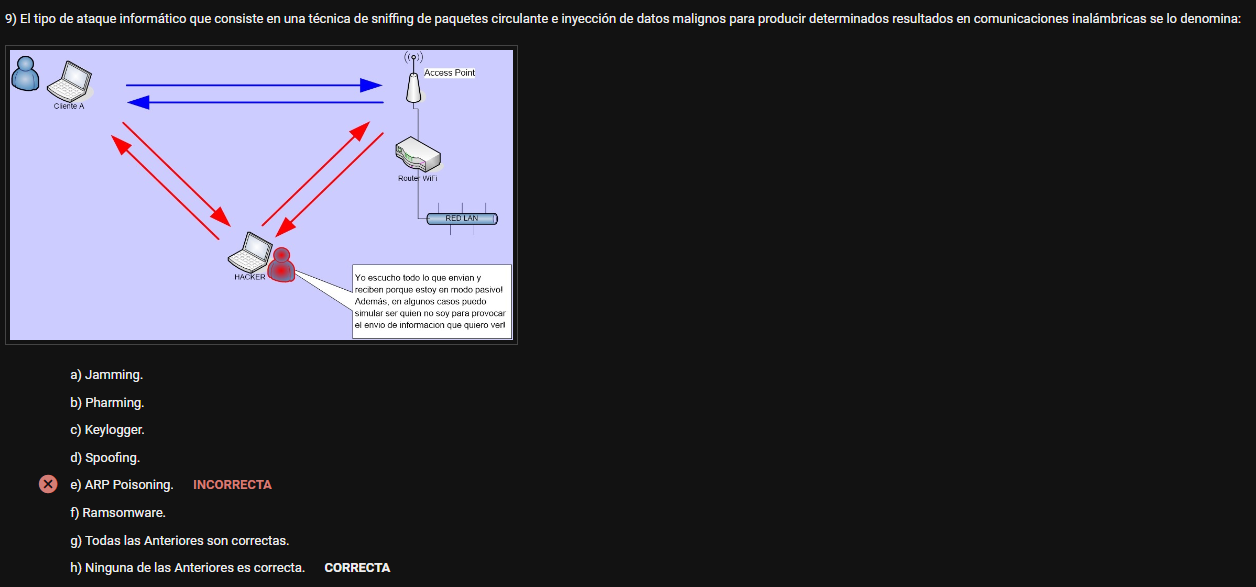 9) El tipo de ataque informático que consiste en una técnica de sniffing de paquetes circulante e inyección de datos malignos para producir determinados resultados en comunicaciones inalámbricas se lo denomina:
Access Point
Cliente A
Router WiFi
RED LAN
HACKER
Yo escucho todo lo que envian y
reciben porque estoy en modo pasivo!
Además, en algunos casos puedo
simular ser quien no soy para provocar
el envio de informacion que quiero ver!
a) Jamming.
b) Pharming.
c) Keylogger.
d) Spoofing.
e) ARP Poisoning. INCORRECTA
f) Ramsomware.
g) Todas las Anteriores son correctas.
h) Ninguna de las Anteriores es correcta. CORRECTA